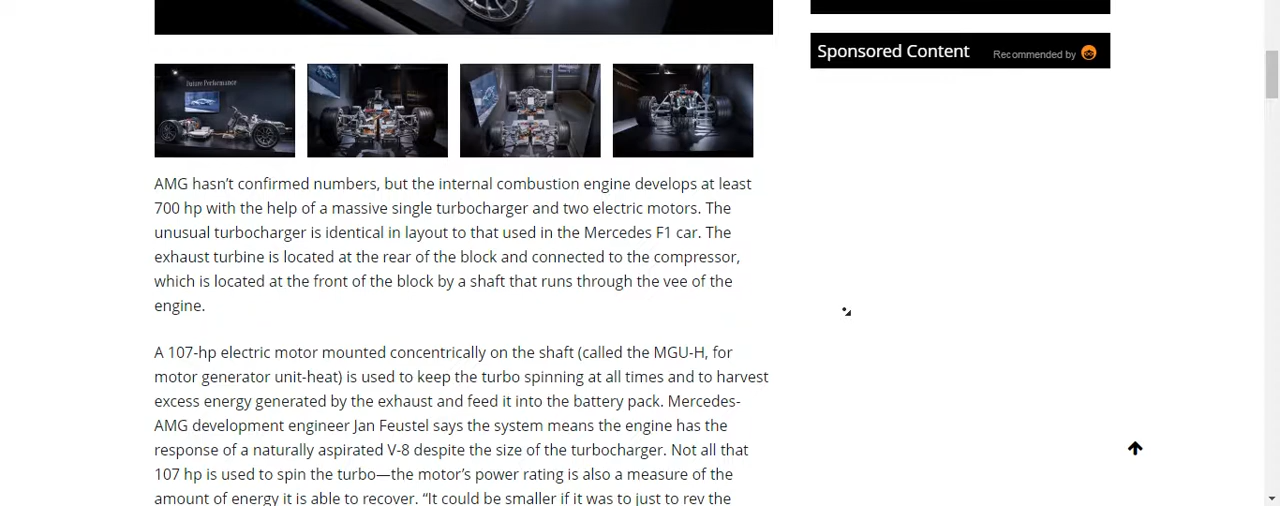 Sponsored Content Recommended by
Future Performance
AMG hasn’t confirmed numbers, but the internal combustion engine develops at least
700 hp with the help of a massive single turbocharger and two electric motors. The
unusual turbocharger is identical in layout to that used in the Mercedes F1 car. The
exhaust turbine is located at the rear of the block and connected to the compressor,
which is located at the front of the block by a shaft that runs through the vee of the
engine.
A 107-hp electric motor mounted concentrically on the shaft (called the MGU-H, for
motor generator unit-heat) is used to keep the turbo spinning at all times and to harvest
excess energy generated by the exhaust and feed it into the battery pack. Mercedes-
AMG development engineer Jan Feustel says the system means the engine has the
response of a naturally aspirated V-8 despite the size of the turbocharger. Not all that
107 hp is used to spin the turbo—the motor’s power rating is also a measure of the
amount of energy it is able to recover. “It could be smaller if it was to just to rev the